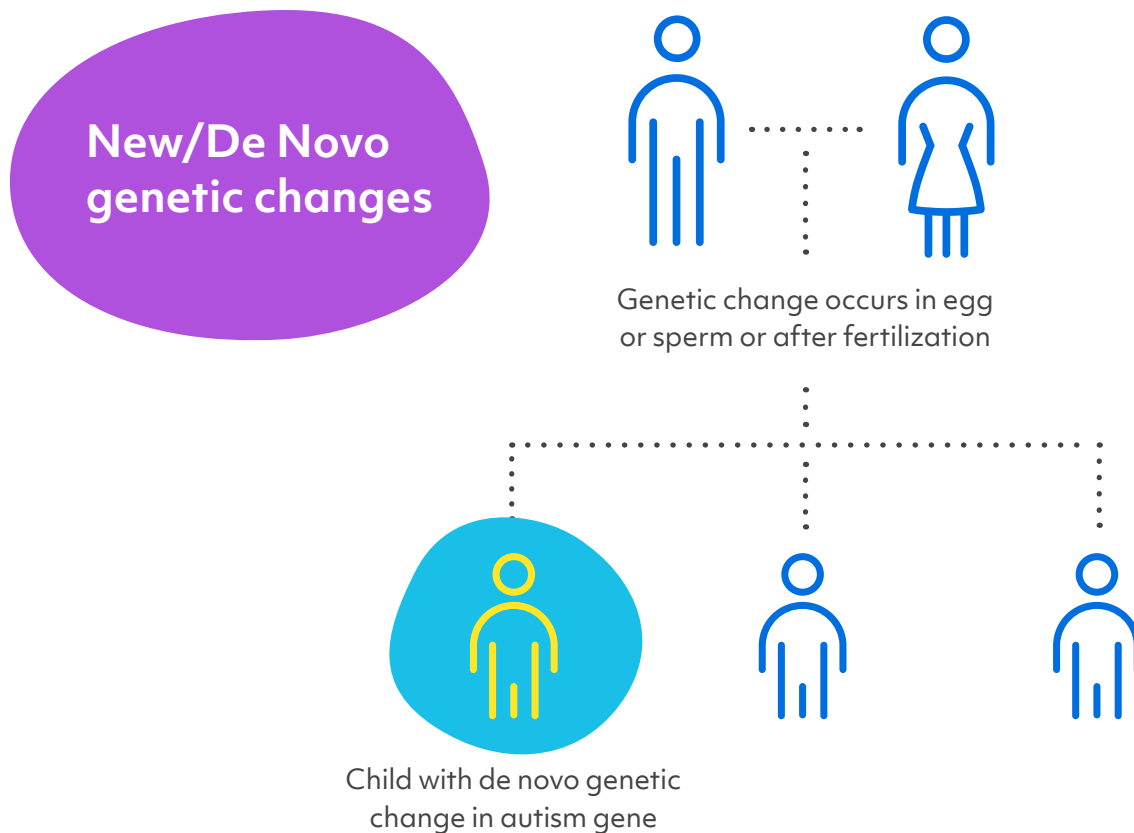 New/De Novo
genetic changes
Genetic change occurs in egg
or sperm or after fertilization
Child with de novo genetic
change in autism gene